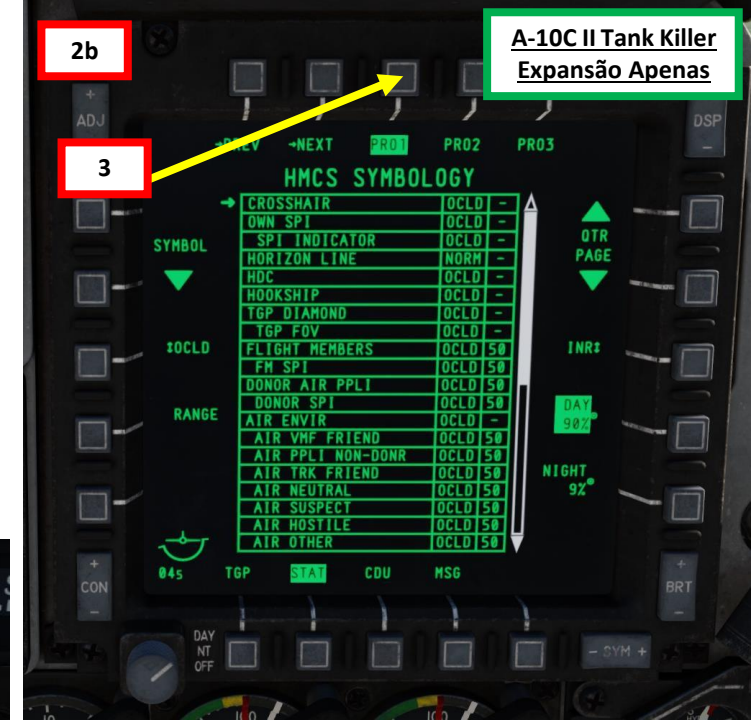 2b
A-10C II Tank Killer
Expansão Apenas
3
+
ADJ
DSP
-
→NEXT PRO1 PRO2 PRO3
HMCS SYMBOLOGY
→ CROSSHAIR OCLD -
OWN SPI OCLD -
SPI INDICATOR OCLD -
HORIZON LINE NORM -
HDC OCLD -
HOOKSHIP OCLD -
TGP DIAMOND OCLD -
TGP FOV OCLD -
FLIGHT MEMBERS OCLD 50
FM SPI OCLD 50
DONOR AIR PPLI OCLD 50
DONOR SPI OCLD 50
AIR ENVIR OCLD -
AIR VMF FRIEND OCLD 50
AIR PPLI NON-DONR OCLD 50
AIR TRK FRIEND OCLD 50
AIR NEUTRAL OCLD 50
AIR SUSPECT OCLD 50
AIR HOSTILE OCLD 50
AIR OTHER OCLD 50
SYMBOL
↕OCLD
RANGE
QTR
PAGE
INR↕
DAY
90%
NIGHT
9%
04s TGP STAT CDU MSG
+
CON
-
+
BRT
-
DAY
NT
OFF
- SYM +